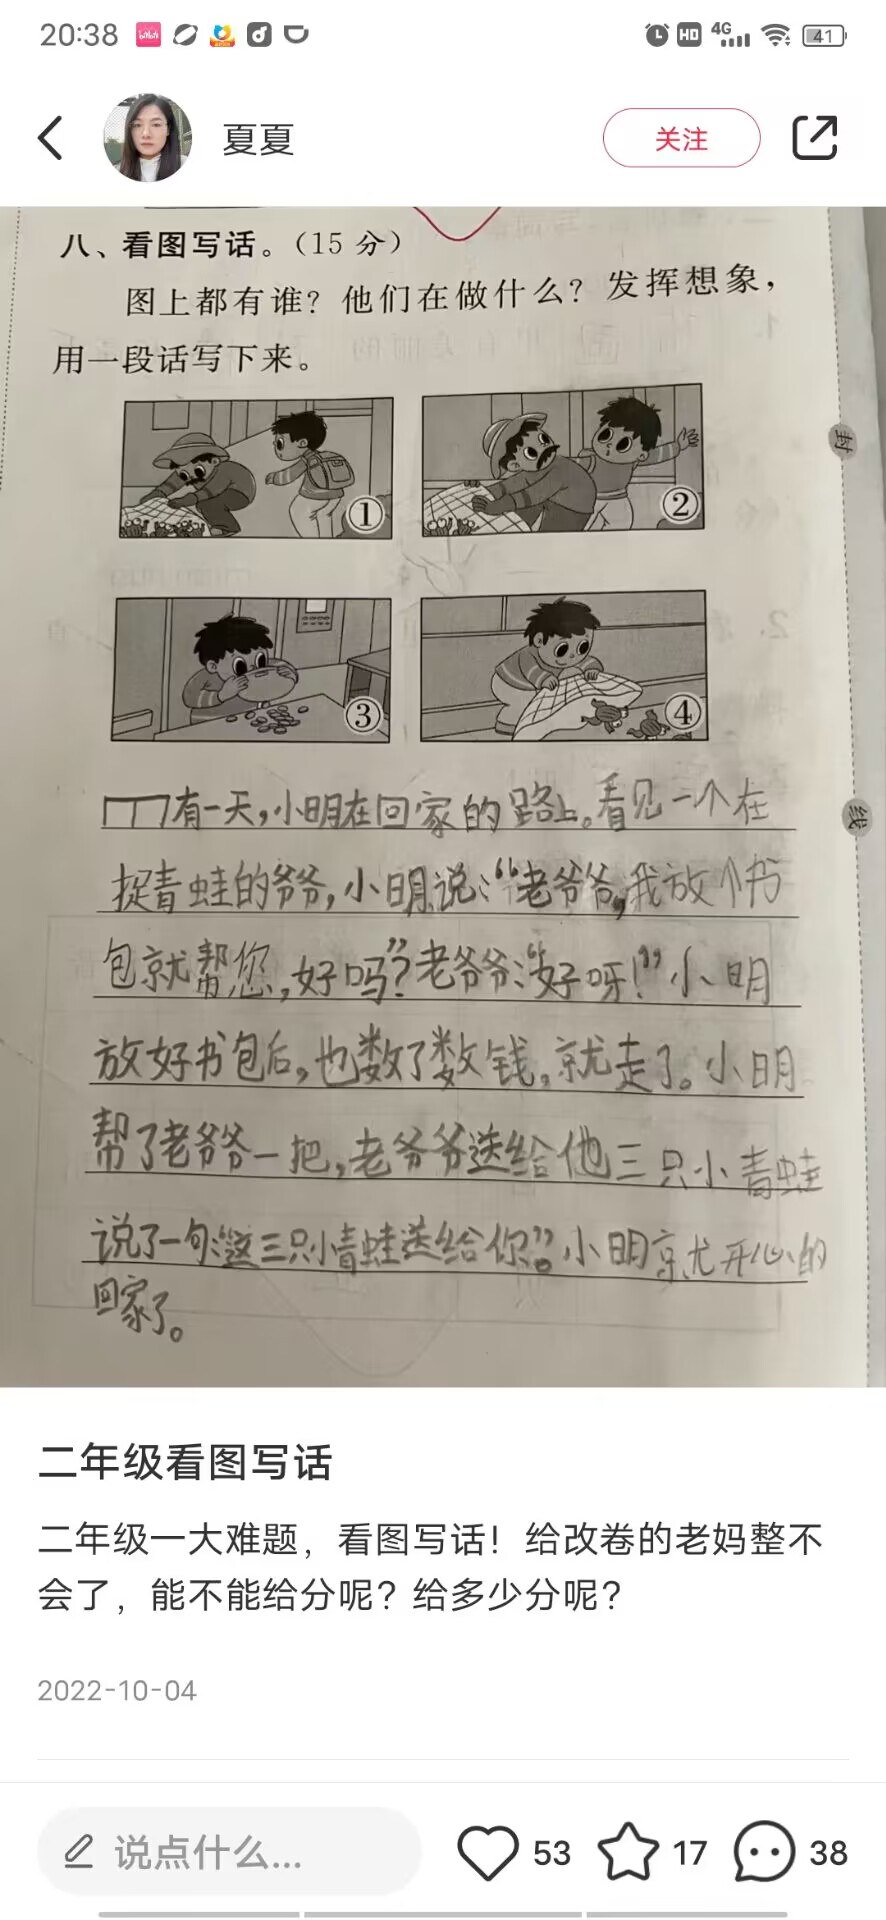 20:38
bilibili
HD 4G 41
夏夏
关注
八、看图写话。(15 分)
图上都有谁？他们在做什么？发挥想象，
用一段话写下来。
①
②
③
④
封
线
有一天，小明在回家的路上。看见一个在
捉青蛙的爷爷，小明说：“老爷爷，我放个书
包就帮您，好吗”？老爷爷：“好呀！”小明
放好书包后，也数了数钱，就走了。小明
帮了老爷爷一把，老爷爷送给他三只小青蛙
说了一句：“这三只小青蛙送给你”。小明就开心的
回家了。
二年级看图写话
二年级一大难题，看图写话！给改卷的老妈整不
会了，能不能给分呢？给多少分呢？
2022-10-04
说点什么...
53
17
38